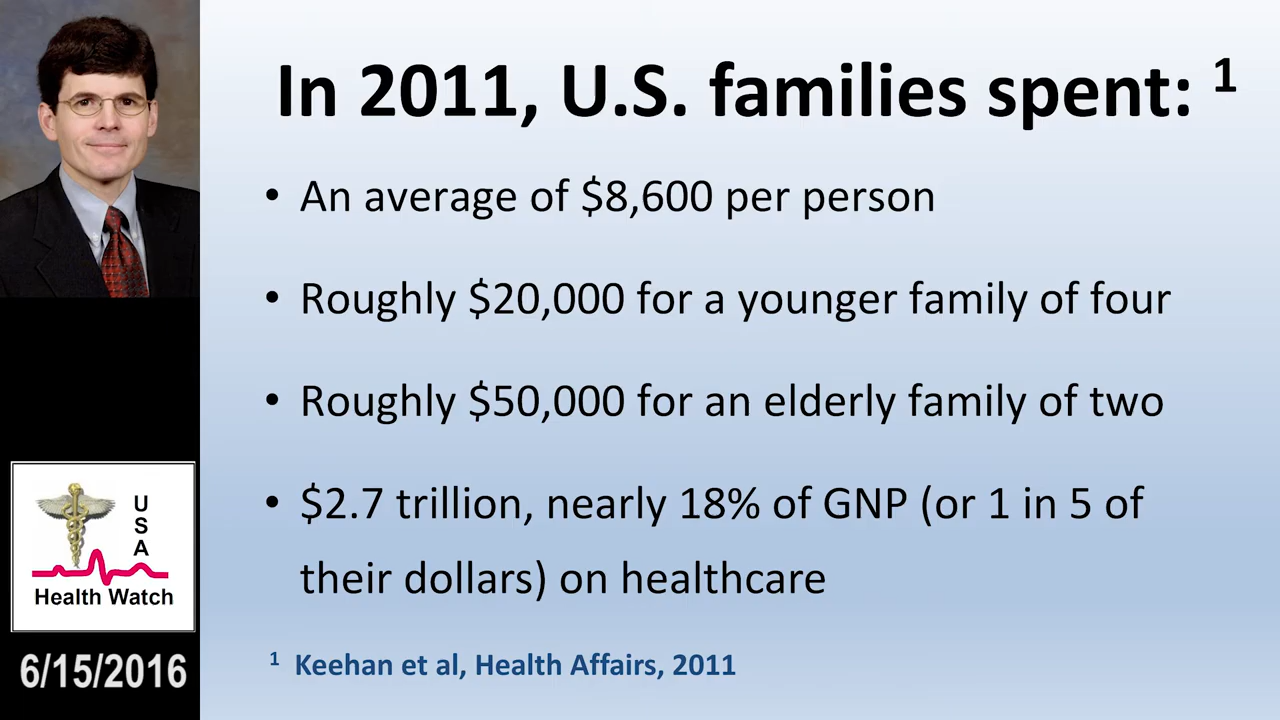 In 2011, U.S. families spent: 1
• An average of $8,600 per person
• Roughly $20,000 for a younger family of four
• Roughly $50,000 for an elderly family of two
• $2.7 trillion, nearly 18% of GNP (or 1 in 5 of
their dollars) on healthcare
1 Keehan et al, Health Affairs, 2011
U
S
A
Health Watch
6/15/2016